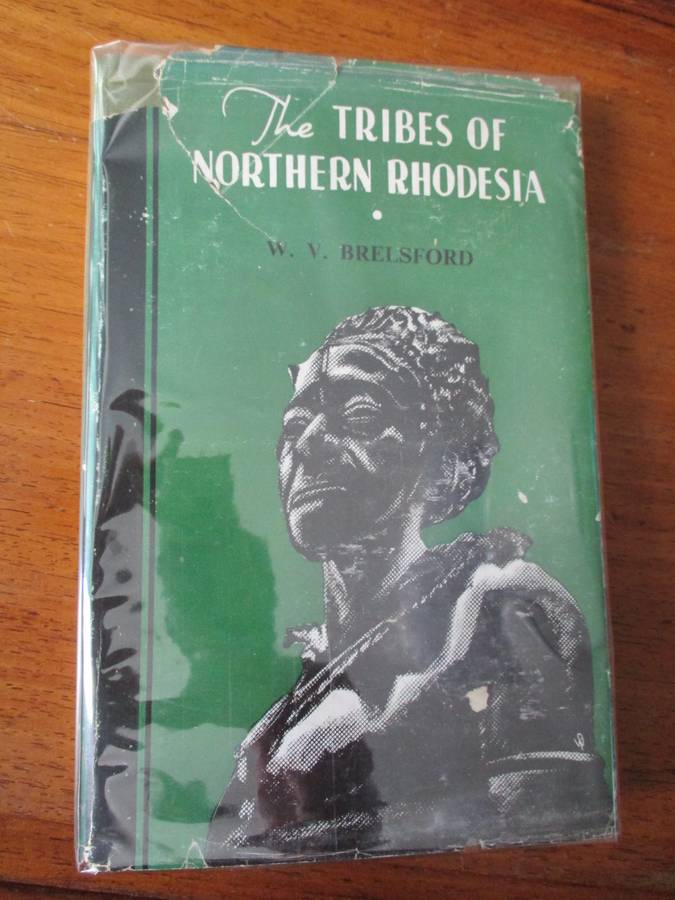 The TRIBES OF
NORTHERN RHODESIA
W. V. BRELSFORD